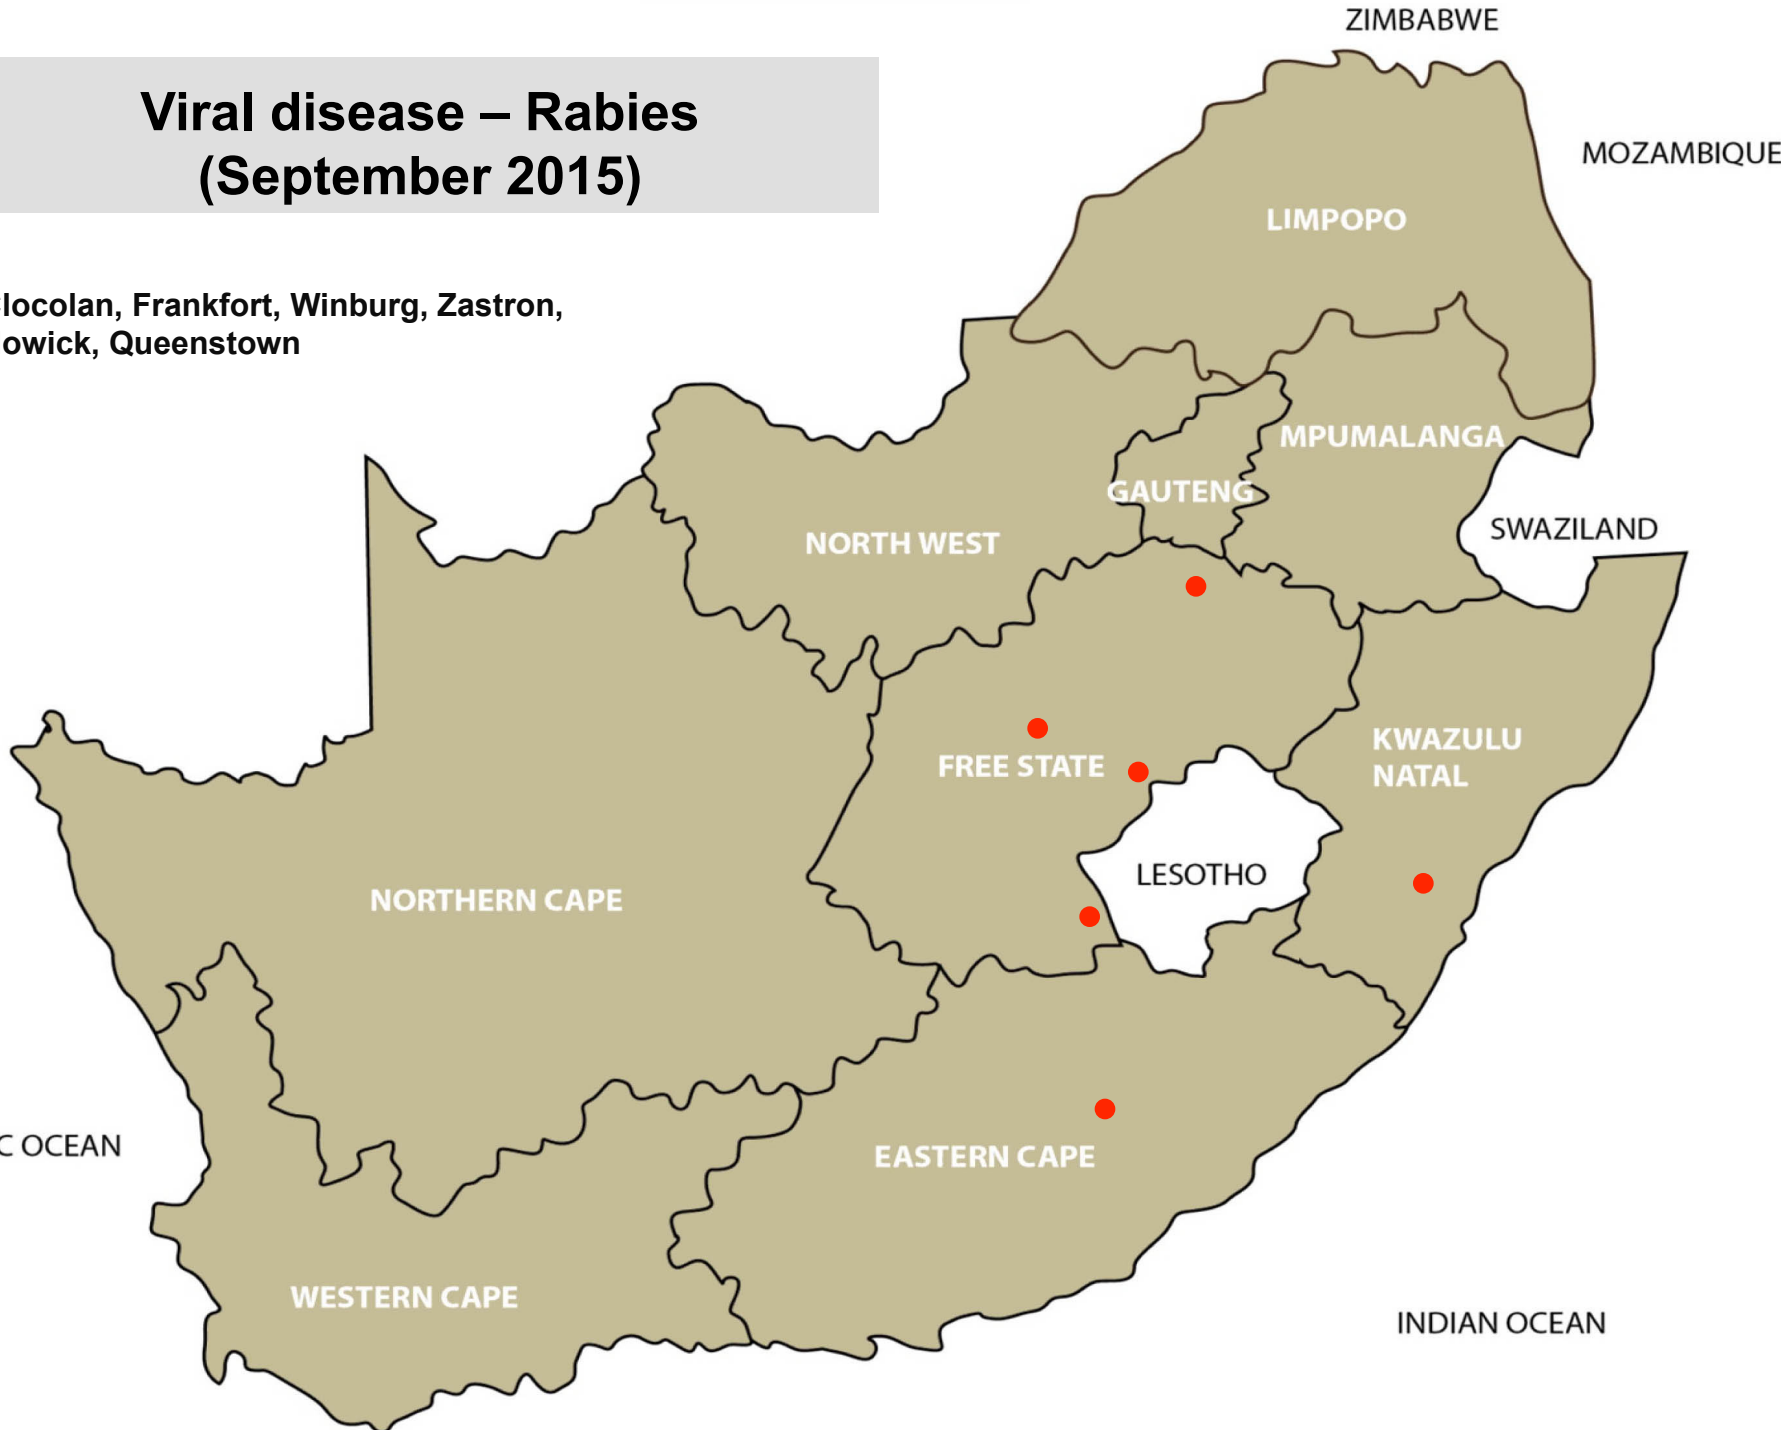 Viral disease – Rabies
(September 2015)
locolan, Frankfort, Winburg, Zastron,
owick, Queenstown
ZIMBABWE
MOZAMBIQUE
LIMPOPO
MPUMALANGA
GAUTENG
NORTH WEST
SWAZILAND
FREE STATE
KWAZULU
NATAL
LESOTHO
NORTHERN CAPE
C OCEAN
EASTERN CAPE
WESTERN CAPE
INDIAN OCEAN